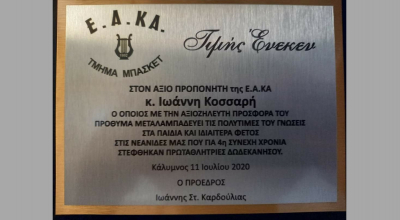 Ε.Α.ΚΑ.
ΤΜΗΜΑ ΜΠΑΣΚΕΤ
Τιμής Ένεκεν
ΣΤΟΝ ΑΞΙΟ ΠΡΟΠΟΝΗΤΗ της Ε.Α.ΚΑ
κ. Ιωάννη Κοσσαρή
Ο ΟΠΟΙΟΣ ΜΕ ΤΗΝ ΑΞΙΟΖΗΛΕΥΤΗ ΠΡΟΣΦΟΡΑ ΤΟΥ
ΠΡΟΘΥΜΑ ΜΕΤΑΛΑΜΠΑΔΕΥΕΙ ΤΙΣ ΠΟΛΥΤΙΜΕΣ ΤΟΥ ΓΝΩΣΕΙΣ
ΣΤΑ ΠΑΙΔΙΑ ΚΑΙ ΙΔΙΑΙΤΕΡΑ ΦΕΤΟΣ
ΣΤΙΣ ΝΕΑΝΙΔΕΣ ΜΑΣ ΠΟΥ ΓΙΑ 4η ΣΥΝΕΧΗ ΧΡΟΝΙΑ
ΣΤΕΦΘΗΚΑΝ ΠΡΩΤΑΘΛΗΤΡΙΕΣ ΔΩΔΕΚΑΝΗΣΟΥ.
Κάλυμνος 11 Ιουλίου 2020
Ο ΠΡΟΕΔΡΟΣ
Ιωάννης Στ. Καρδούλιας